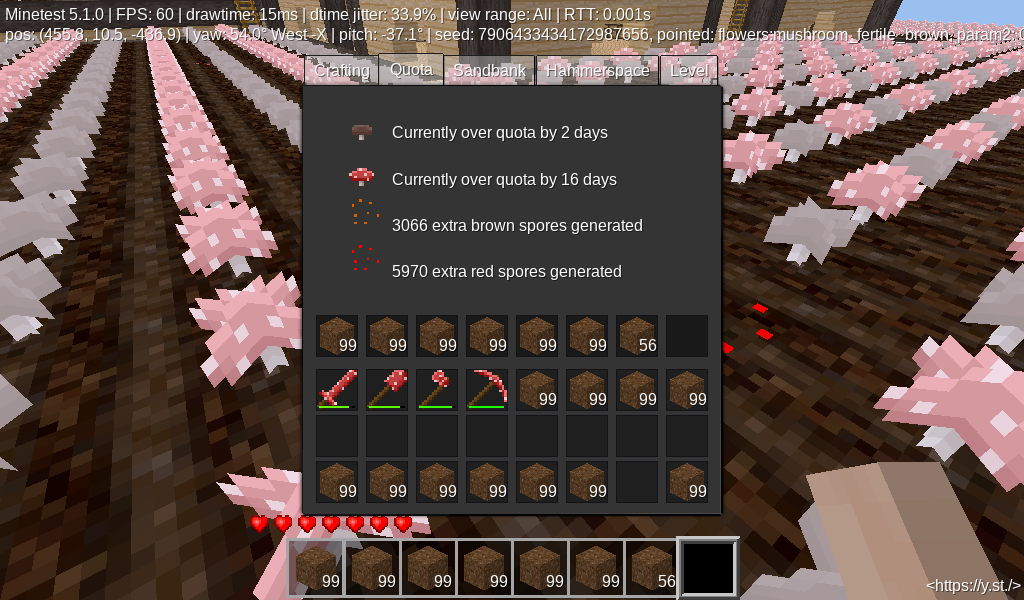 Minetest 5.1.0 | FPS: 60 | drawtime: 15ms | dtime jitter: 33.9% | view range: All | RTT: 0.001s
pos: (455.8, 10.5, -436.9) | yaw: 54.0° West -X | pitch: -37.1° | seed: 7906433434172987656, pointed: flowers:mushroom_fertile_brown, param2: 0
Crafting Quota Sandbank Hammerspace Level
Currently over quota by 2 days
Currently over quota by 16 days
3066 extra brown spores generated
5970 extra red spores generated
99 99 99 99 99 99 56
99 99 99 99
99 99 99 99 99 99 99
99 99 99 99 99 99 56
<https://y.st./>